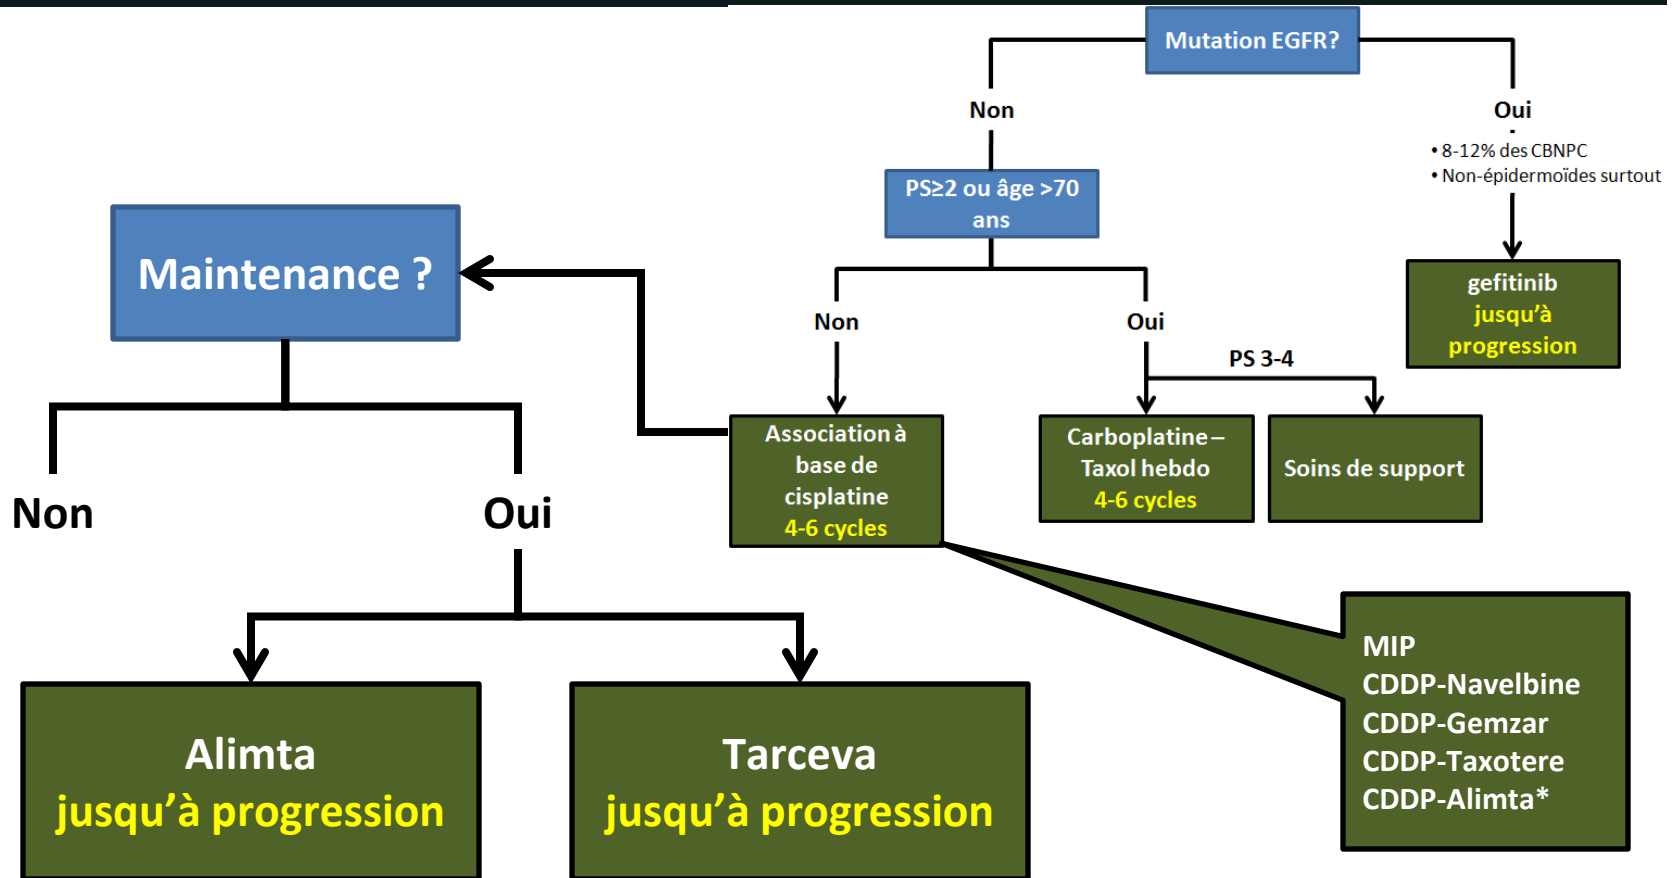 Mutation EGFR?
Non
Oui
• 8-12% des CBNPC
• Non-épidermoïdes surtout
PS≥2 ou âge >70
ans
gefitinib
jusqu'à
progression
Non
Oui
PS 3-4
Association à
base de
cisplatine
4-6 cycles
Carboplatine –
Taxol hebdo
4-6 cycles
Soins de support
Maintenance ?
Non
Oui
Alimta
jusqu'à progression
Tarceva
jusqu'à progression
MIP
CDDP-Navelbine
CDDP-Gemzar
CDDP-Taxotere
CDDP-Alimta*